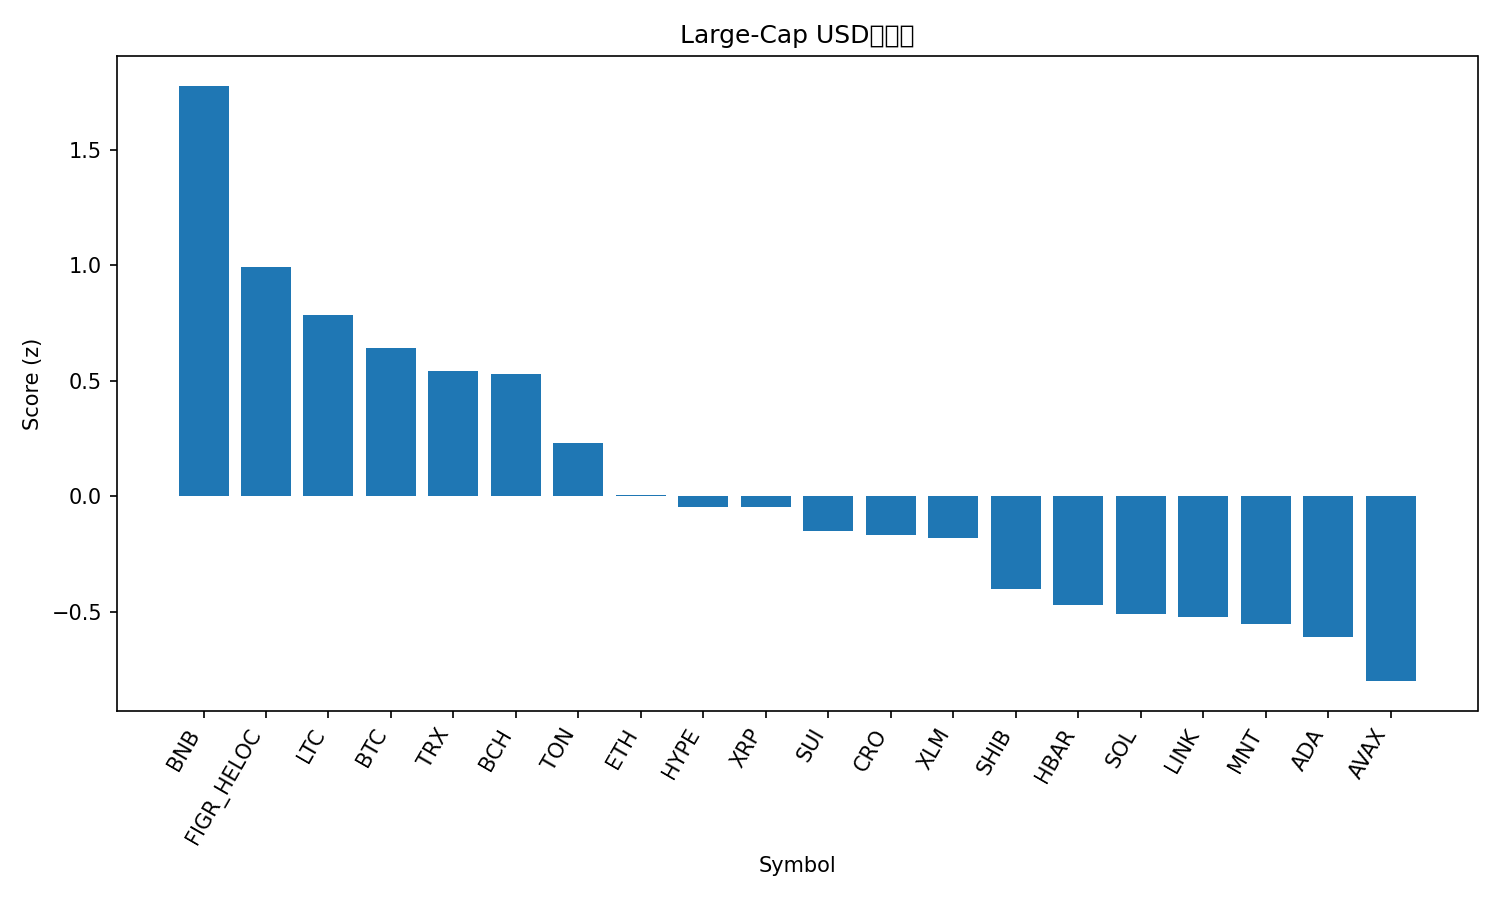 Large-Cap USD
1.5
1.0
0.5
0.0
−0.5
Score (z)
BNB
FIGR_HELOC
LTC
BTC
TRX
BCH
TON
ETH
HYPE
XRP
SUI
CRO
XLM
SHIB
HBAR
SOL
LINK
MNT
ADA
AVAX
Symbol